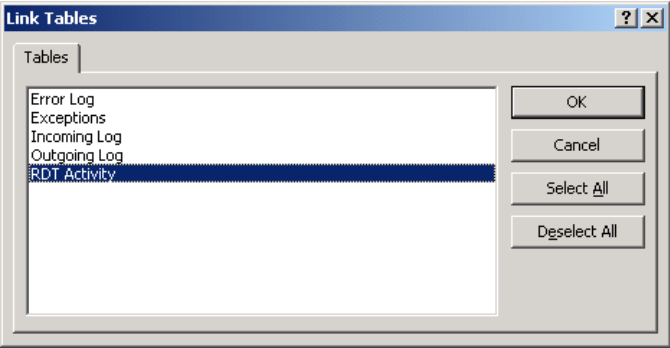 Link Tables
Tables
Error Log
Exceptions
Incoming Log
Outgoing Log
RDT Activity
OK
Cancel
Select All
Deselect All